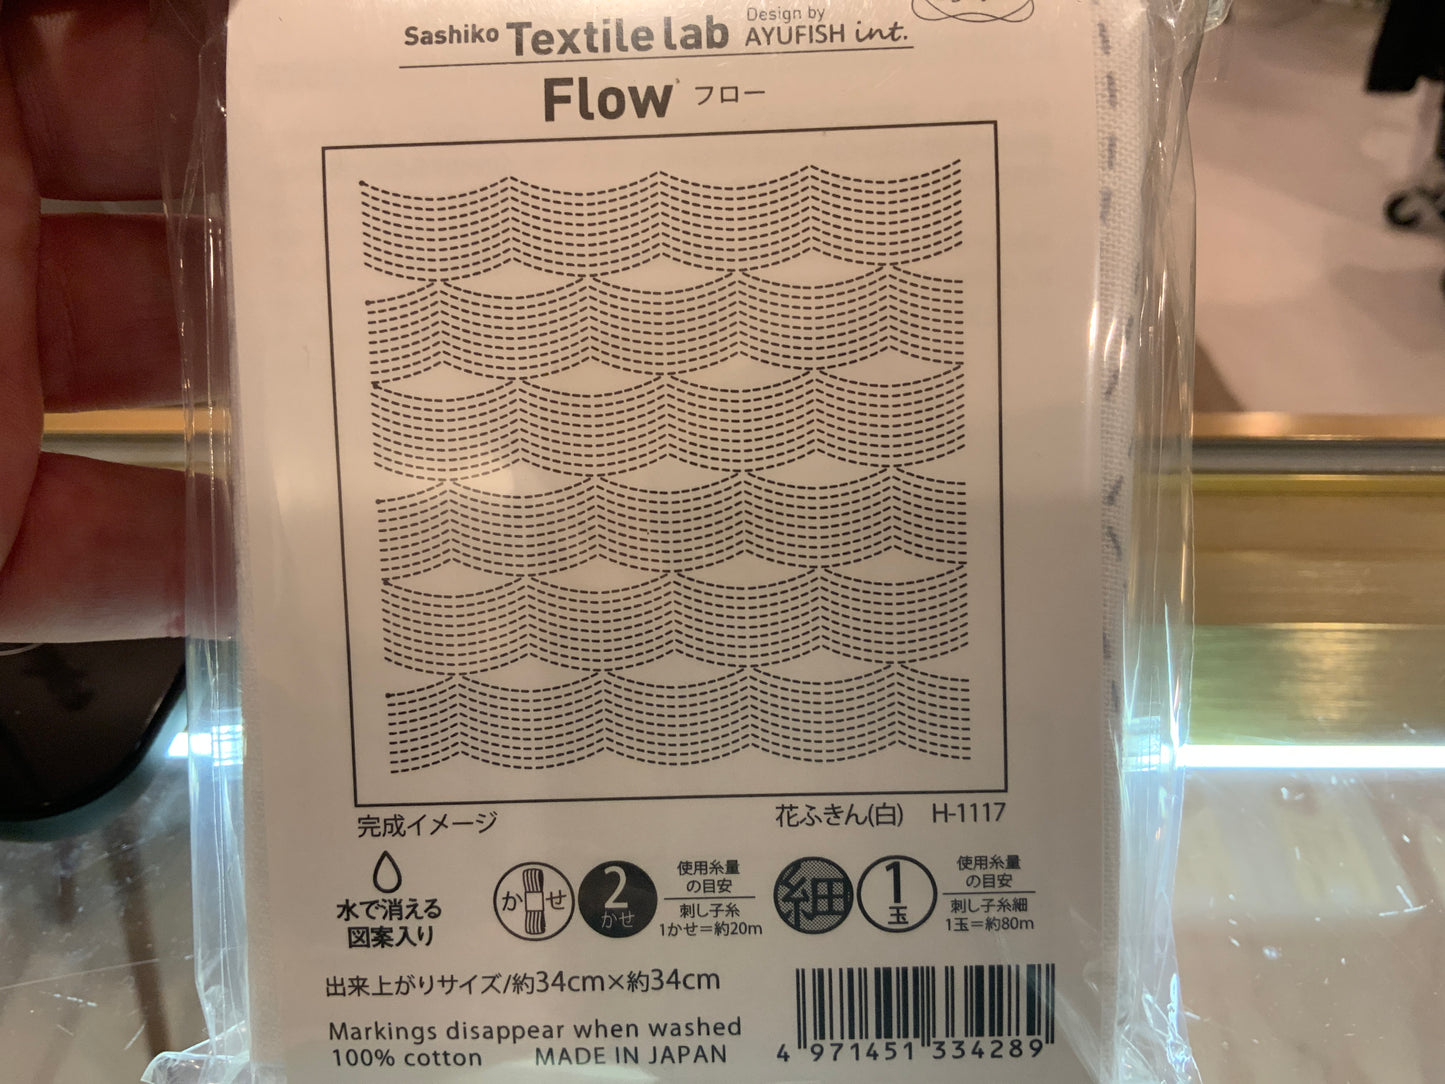 Sashiko Textile lab Design by AYUFISH int.
Flow フロー
完成イメージ
花ふきん(白) H-1117
水で消える
図案入り
かせ
2
かせ
使用糸量
の目安
刺し子糸
1かせ=約20m
細
1
玉
使用糸量
の目安
刺し子糸細
1玉=約80m
出来上がりサイズ/約34cm×約34cm
Markings disappear when washed
100% cotton MADE IN JAPAN
4 971451 334289